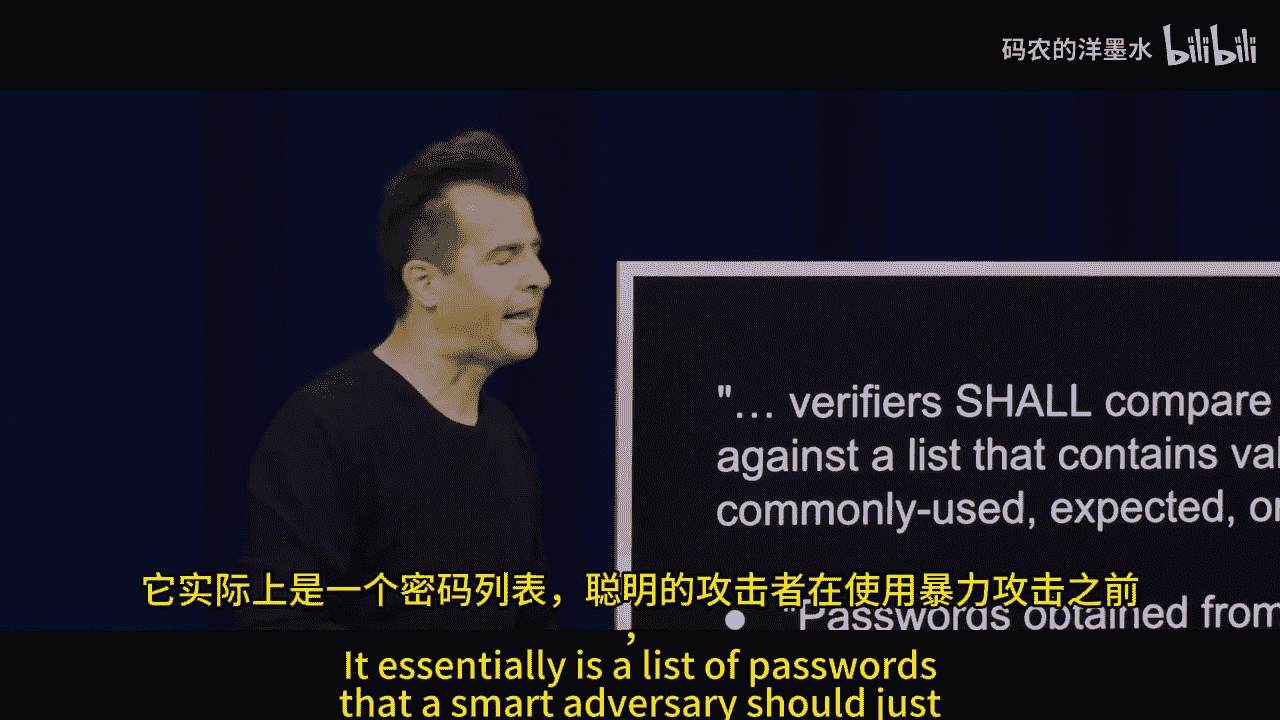 码农的洋墨水 bilibili
"… verifiers SHALL compare
against a list that contains
commonly-used, expected,
它实际上是一个密码列表，聪明的攻击者在使用暴力攻击之前
• "Passwords obtained from
，
It essentially is a list of passwords
that a smart adversary should just